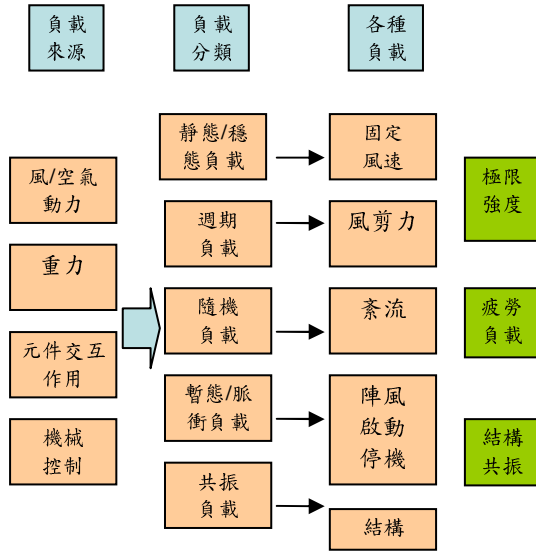 負載
來源
負載
分類
各種
負載
風/空氣
動力
重力
元件交互
作用
機械
控制
靜態/穩
態負載
週期
負載
隨機
負載
暫態/脈
衝負載
共振
負載
固定
風速
風剪力
紊流
陣風
啟動
停機
結構
極限
強度
疲勞
負載
結構
共振